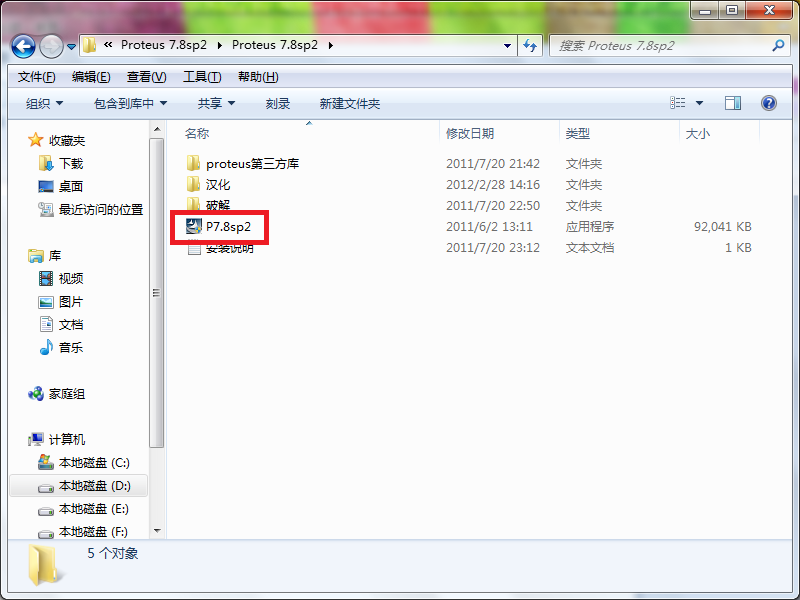 « Proteus 7.8sp2 Proteus 7.8sp2
搜索 Proteus 7.8sp2
文件(F) 编辑(E) 查看(V) 工具(T) 帮助(H)
组织 包含到库中 共享 刻录 新建文件夹
名称 修改日期 类型 大小
proteus第三方库 2011/7/20 21:42 文件夹
汉化 2012/2/28 14:16 文件夹
破解 2011/7/20 22:50 文件夹
P7.8sp2 2011/6/2 13:11 应用程序 92,041 KB
安装说明 2011/7/20 23:12 文本文档 1 KB
收藏夹
下载
桌面
最近访问的位置
库
视频
图片
文档
音乐
家庭组
计算机
本地磁盘 (C:)
本地磁盘 (D:)
本地磁盘 (E:)
本地磁盘 (F:)
5 个对象